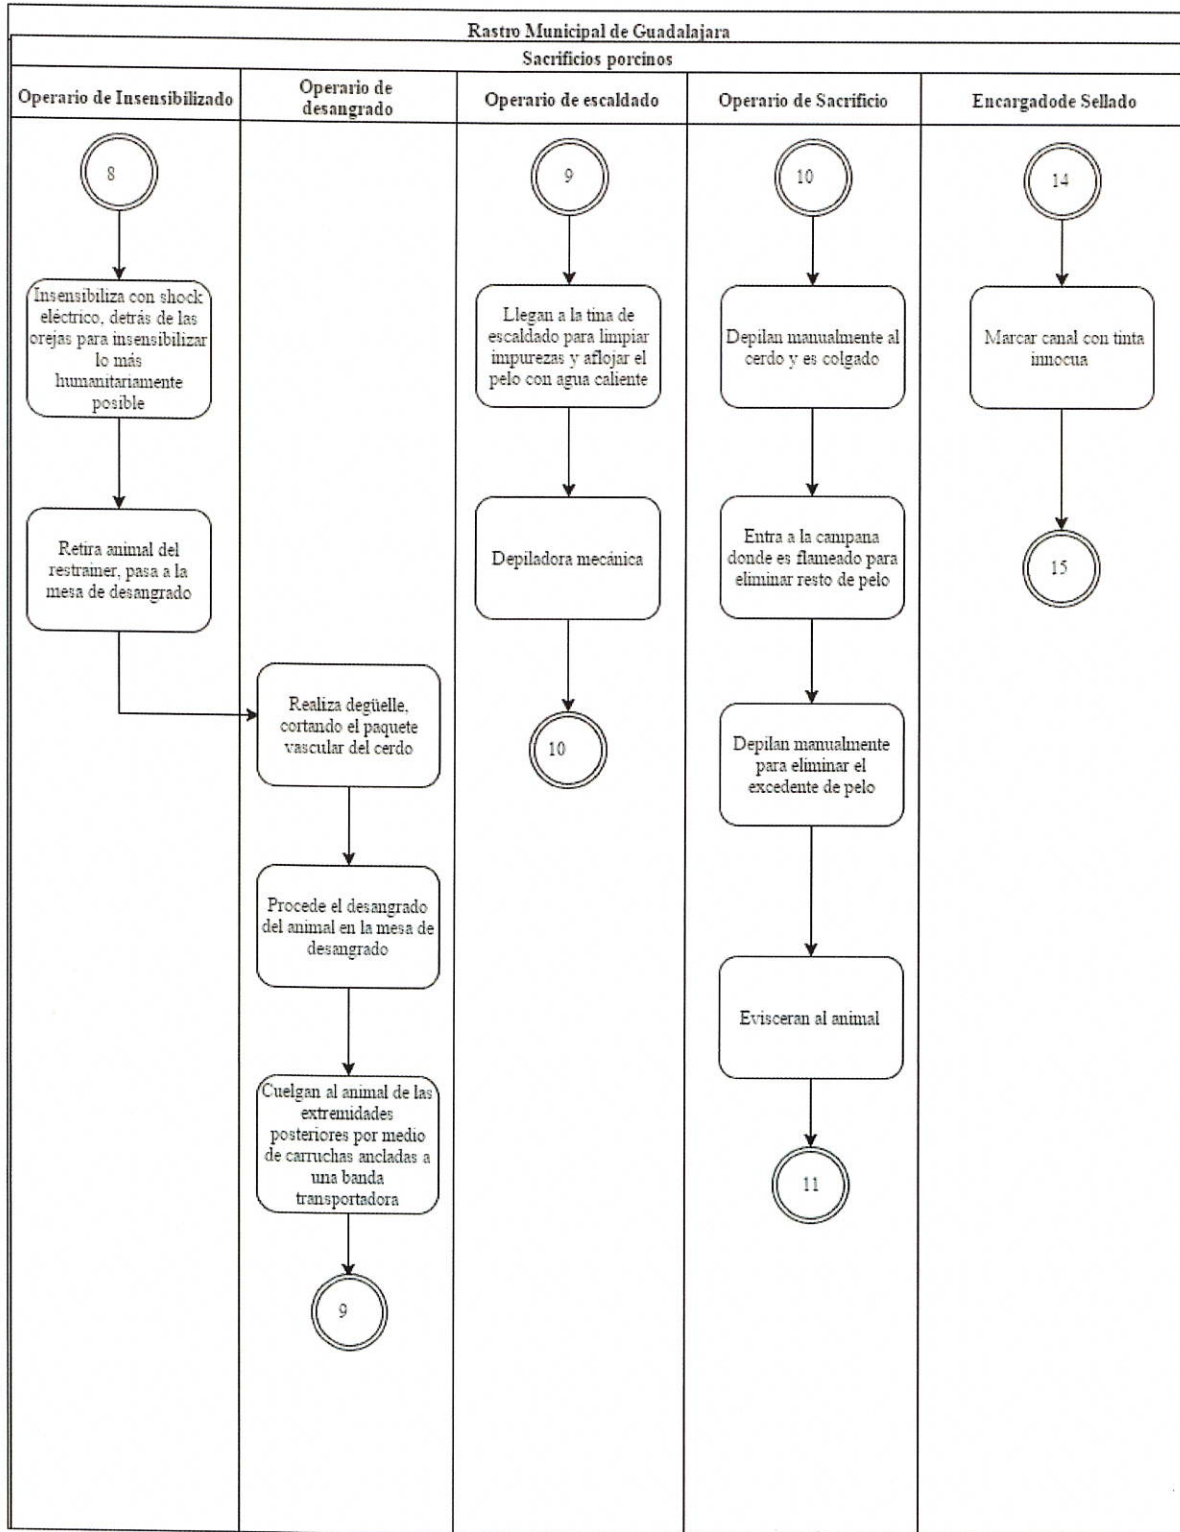 Rastro Municipal de Guadalajara
Sacrificios porcinos
Operario de Insensibilizado
Operario de
desangrado
Operario de escaldado
Operario de Sacrificio
Encargadode Sellado
8
Insensibiliza con shock
eléctrico, detrás de las
orejas para insensibilizar
lo más
humanitariamente
posible
Retira animal del
restrainer, pasa a la
mesa de desangrado
Realiza degüelle,
cortando el paquete
vascular del cerdo
Procede el desangrado
del animal en la mesa de
desangrado
Cuelgan al animal de las
extremidades
posteriores por medio
de carruchas ancladas a
una banda
transportadora
9
9
Llegan a la tina de
escaldado para limpiar
impurezas y aflojar el
pelo con agua caliente
Depiladora mecánica
10
10
Depilan manualmente al
cerdo y es colgado
Entra a la campana
donde es flameado para
eliminar resto de pelo
Depilan manualmente
para eliminar el
excedente de pelo
Evisceran al animal
11
14
Marcar canal con tinta
innocua
15